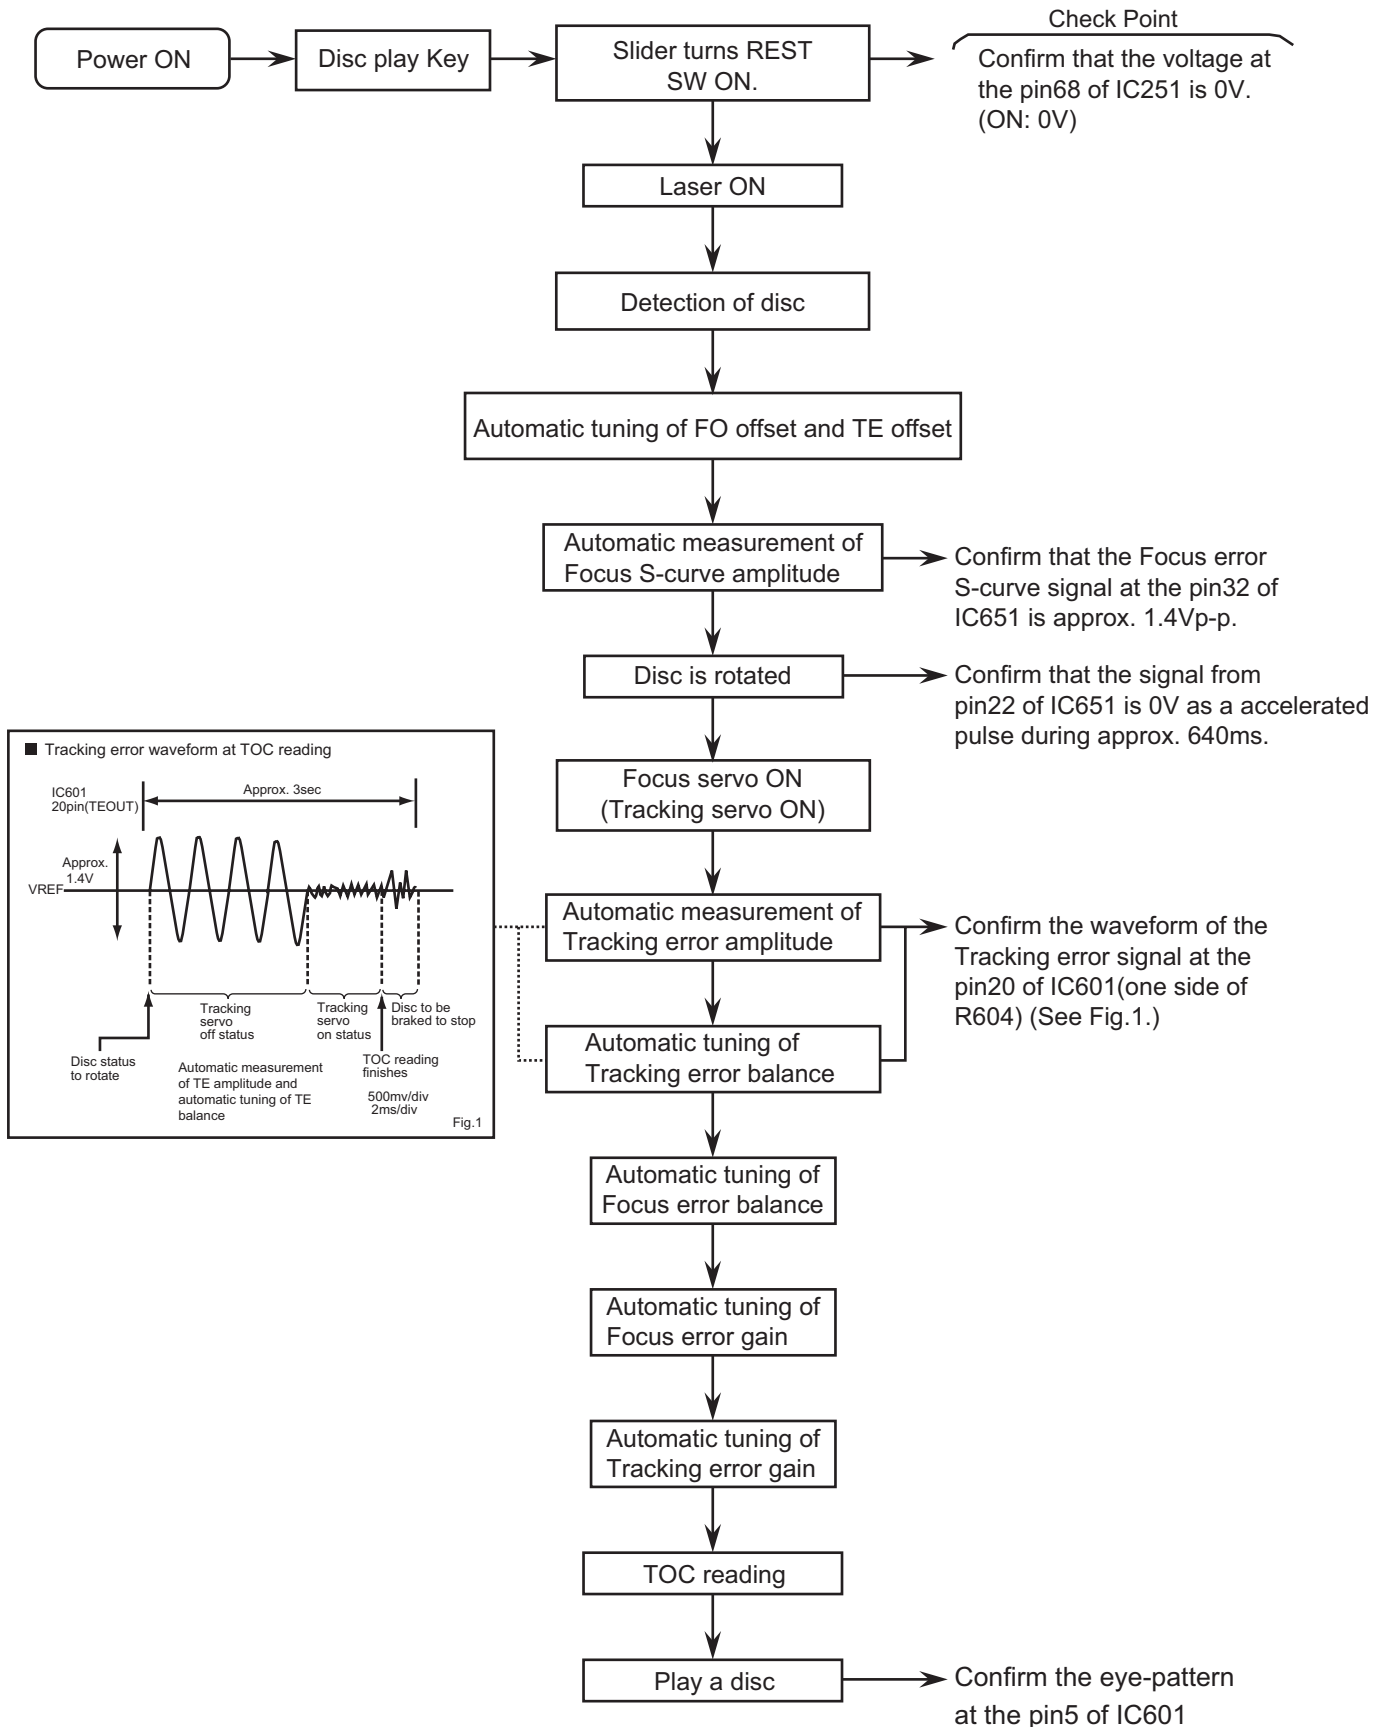 Check Point
Power ON
Disc play Key
Slider turns REST
SW ON.
Confirm that the voltage at
the pin68 of IC251 is 0V.
(ON: 0V)
Laser ON
Detection of disc
Automatic tuning of FO offset and TE offset
Automatic measurement of
Focus S-curve amplitude
Confirm that the Focus error
S-curve signal at the pin32 of
IC651 is approx. 1.4Vp-p.
Disc is rotated
Confirm that the signal from
pin22 of IC651 is 0V as a accelerated
pulse during approx. 640ms.
Focus servo ON
(Tracking servo ON)
■ Tracking error waveform at TOC reading
IC601
20pin(TEOUT)
Approx. 3sec
Approx.
1.4V
VREF
Tracking
servo
off status
Tracking
servo
on status
Disc to be
braked to stop
Disc status
to rotate
Automatic measurement
of TE amplitude and
automatic tuning of TE
balance
TOC reading
finishes
500mv/div
2ms/div
Fig.1
Automatic measurement of
Tracking error amplitude
Confirm the waveform of the
Tracking error signal at the
pin20 of IC601(one side of
R604) (See Fig.1.)
Automatic tuning of
Tracking error balance
Automatic tuning of
Focus error balance
Automatic tuning of
Focus error gain
Automatic tuning of
Tracking error gain
TOC reading
Play a disc
Confirm the eye-pattern
at the pin5 of IC601